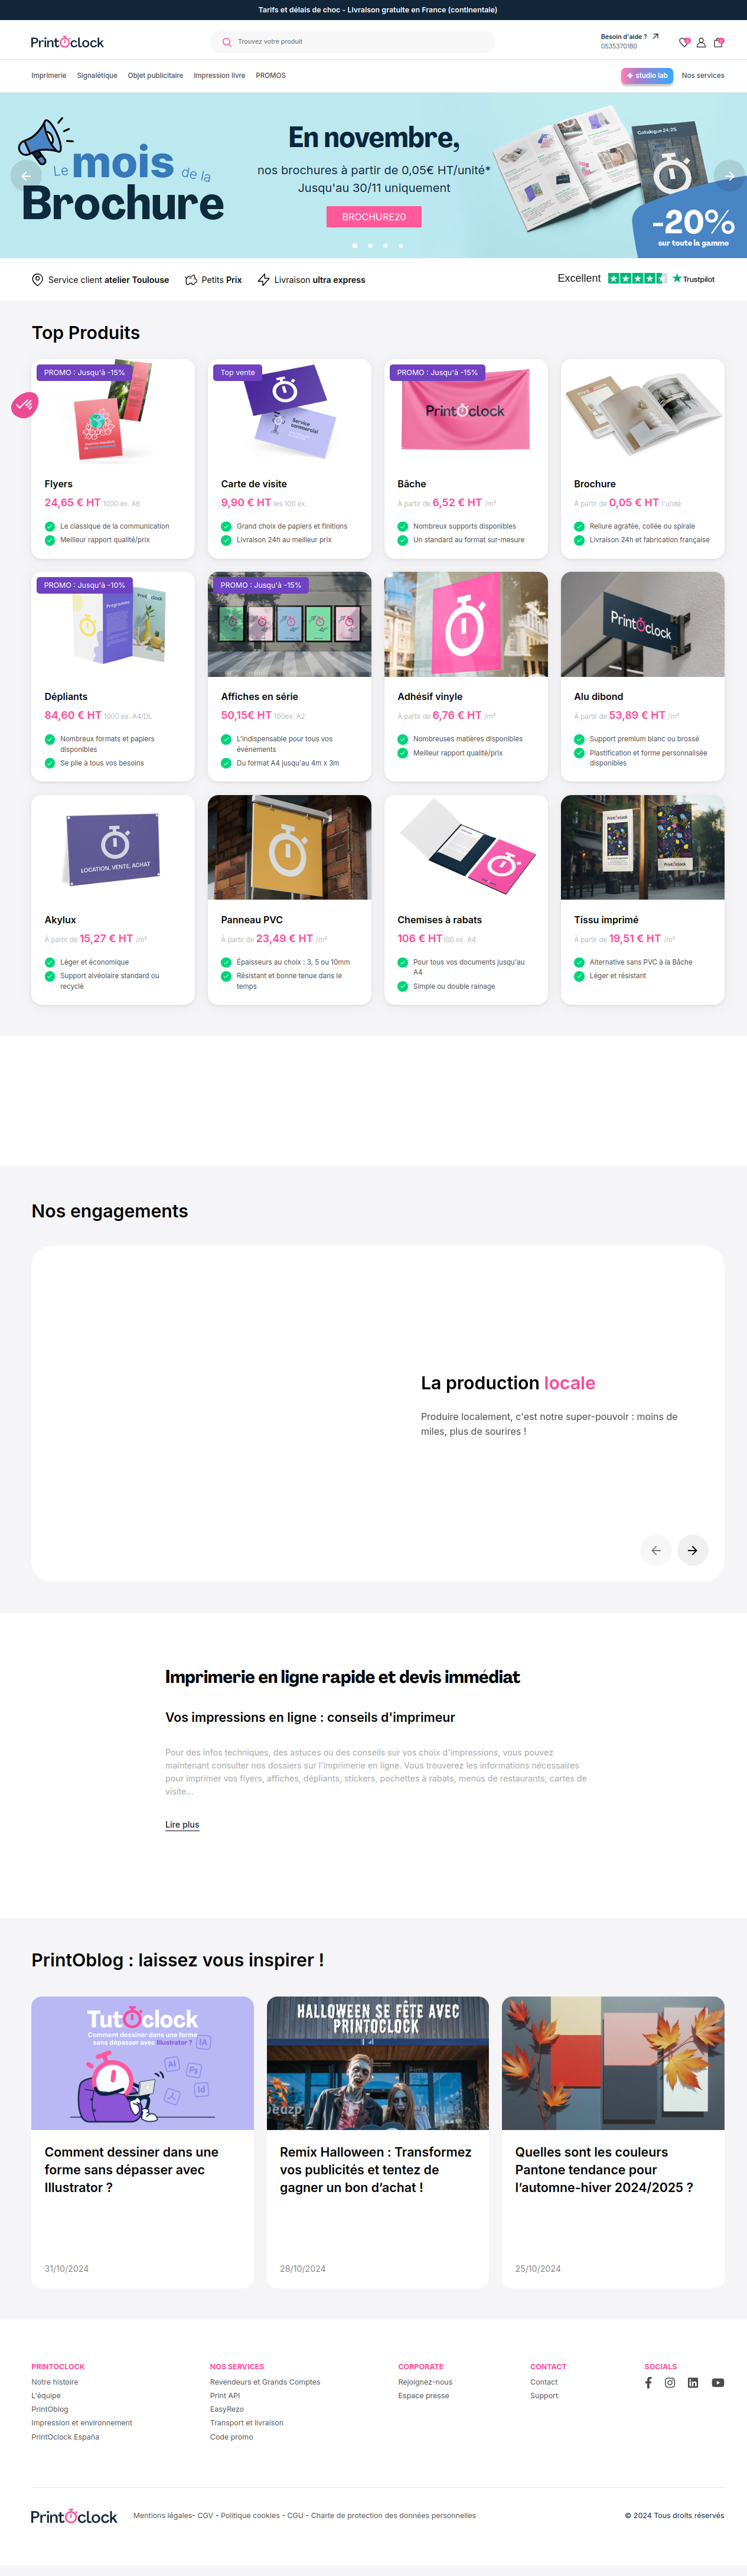 Tarifs et délais de choc - Livraison gratuite en France (continentale)
PrintOclock
Trouvez votre produit
Besoin d'aide ?
0535370180
Imprimerie Signalétique Objet publicitaire Impression livre PROMOS
studio lab Nos services
Le mois de la
Brochure
En novembre,
nos brochures à partir de 0,05€ HT/unité*
Jusqu'au 30/11 uniquement
BROCHURE20
Catalogue 24/25
-20%
sur toute la gamme
Service client atelier Toulouse Petits Prix Livraison ultra express
Excellent Trustpilot
Top Produits
PROMO : Jusqu'à -15%
Flyers
24,65 € HT 1000 ex. A6
Le classique de la communication
Meilleur rapport qualité/prix
Top vente
Service commercial
Carte de visite
9,90 € HT les 100 ex.
Grand choix de papiers et finitions
Livraison 24h au meilleur prix
PROMO : Jusqu'à -15%
PrintOclock
Bâche
À partir de 6,52 € HT /m²
Nombreux supports disponibles
Un standard au format sur-mesure
Brochure
À partir de 0,05 € HT l'unité
Reliure agrafée, collée ou spirale
Livraison 24h et fabrication française
PROMO : Jusqu'à -10%
Programme
PrintOclock
Dépliants
84,60 € HT 1000 ex. A4/DL
Nombreux formats et papiers
disponibles
Se plie à tous vos besoins
PROMO : Jusqu'à -15%
Affiches en série
50,15€ HT 100ex. A2
L'indispensable pour tous vos
événements
Du format A4 jusqu'au 4m x 3m
Adhésif vinyle
À partir de 6,76 € HT /m²
Nombreuses matières disponibles
Meilleur rapport qualité/prix
PrintOclock
Alu dibond
À partir de 53,89 € HT /m²
Support premium blanc ou brossé
Plastification et forme personnalisée
disponibles
LOCATION, VENTE, ACHAT
Akylux
À partir de 15,27 € HT /m²
Léger et économique
Support alvéolaire standard ou
recyclé
Panneau PVC
À partir de 23,49 € HT /m²
Épaisseurs au choix : 3, 5 ou 10mm
Résistant et bonne tenue dans le
temps
Chemises à rabats
106 € HT 100 ex. A4
Pour tous vos documents jusqu'au
A4
Simple ou double rainage
PrintOclock
PrintOclock
Tissu imprimé
À partir de 19,51 € HT /m²
Alternative sans PVC à la Bâche
Léger et résistant
Nos engagements
La production locale
Produire localement, c'est notre super-pouvoir : moins de
miles, plus de sourires !
Imprimerie en ligne rapide et devis immédiat
Vos impressions en ligne : conseils d'imprimeur
Pour des infos techniques, des astuces ou des conseils sur vos choix d'impressions, vous pouvez
maintenant consulter nos dossiers sur l'imprimerie en ligne. Vous trouverez les informations nécessaires
pour imprimer vos flyers, affiches, dépliants, stickers, pochettes à rabats, menus de restaurants, cartes de
visite...
Lire plus
PrintOblog : laissez vous inspirer !
TutOclock
Comment dessiner dans une forme
sans dépasser avec Illustrator ?
IA
Ai
Ps
Id
Comment dessiner dans une
forme sans dépasser avec
Illustrator ?
31/10/2024
HALLOWEEN SE FÊTE AVEC
PRINTOCLOCK
Remix Halloween : Transformez
vos publicités et tentez de
gagner un bon d'achat !
28/10/2024
Quelles sont les couleurs
Pantone tendance pour
l'automne-hiver 2024/2025 ?
25/10/2024
PRINTOCLOCK
Notre histoire
L'équipe
PrintOblog
Impression et environnement
PrintOclock España
NOS SERVICES
Revendeurs et Grands Comptes
Print API
EasyRezo
Transport et livraison
Code promo
CORPORATE
Rejoignez-nous
Espace presse
CONTACT
Contact
Support
SOCIALS
PrintOclock
Mentions légales- CGV - Politique cookies - CGU - Charte de protection des données personnelles
© 2024 Tous droits réservés